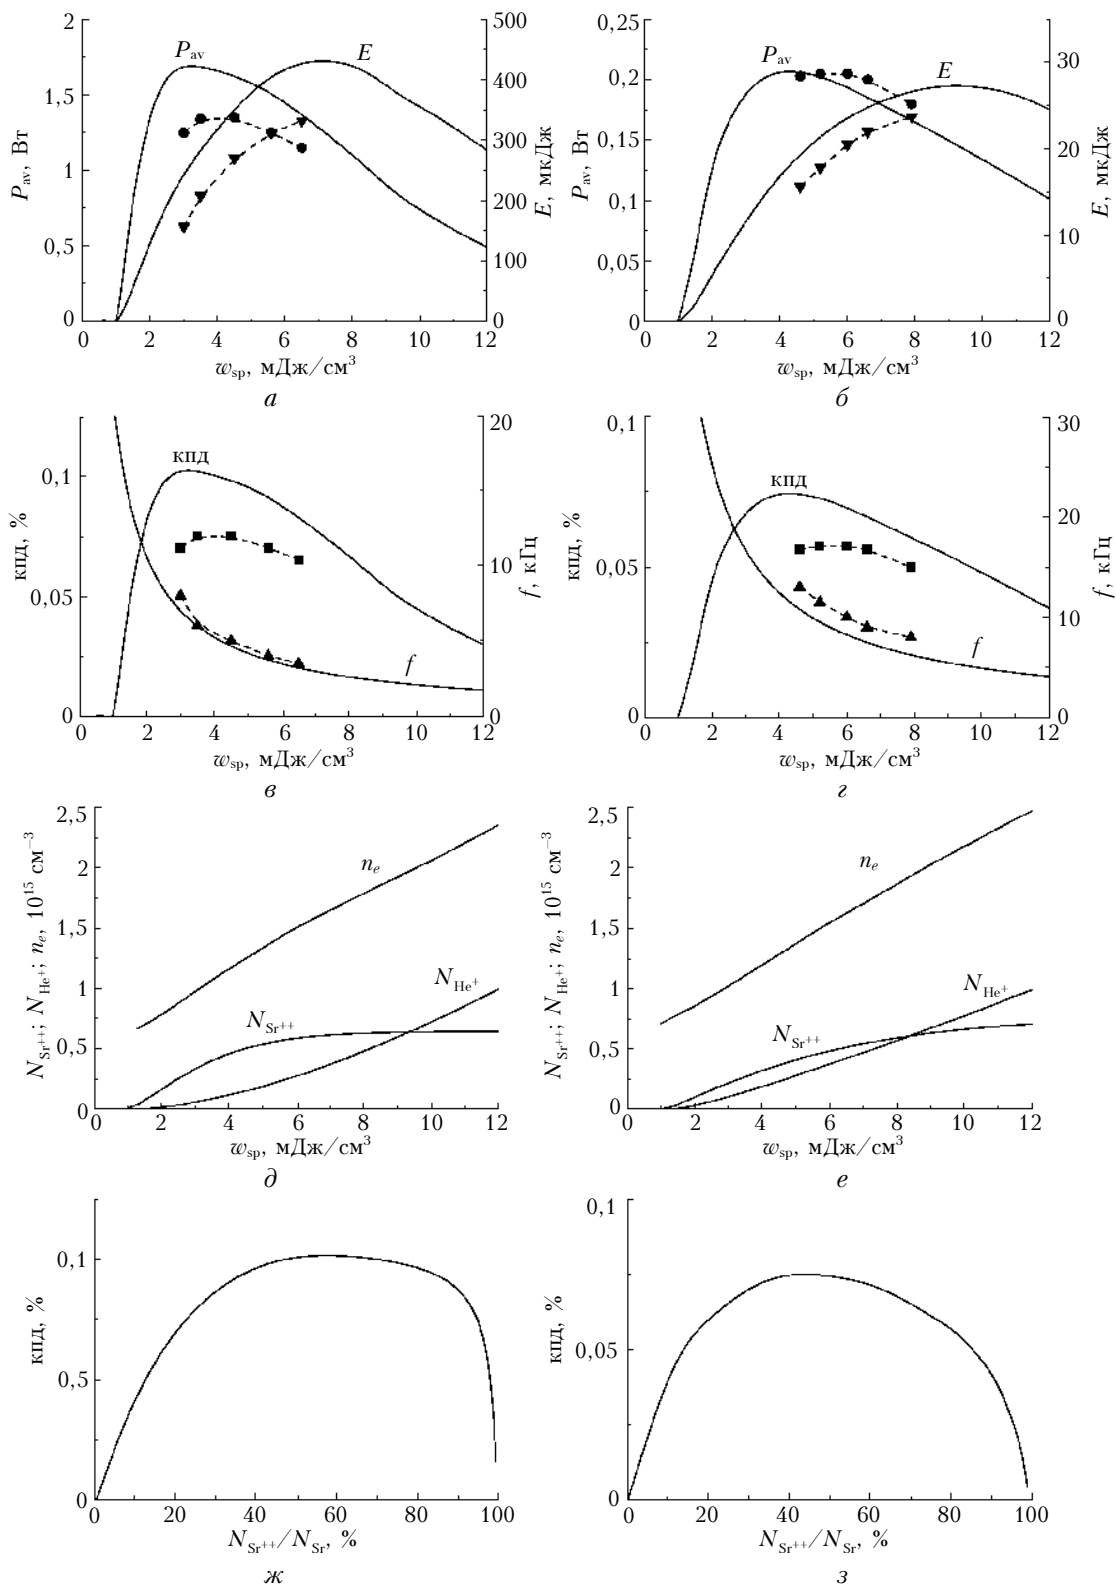 2
1,5
1
0,5
0
P_av, Вт
P_av
E
500
400
300
200
100
0
E, мкДж
0 2 4 6 8 10 12
w_sp, мДж/см³
а
0,25
0,20
0,15
0,1
0,05
0
P_av, Вт
P_av
E
30
20
10
0
E, мкДж
0 2 4 6 8 10 12
w_sp, мДж/см³
б
0,1
0,05
0
кпд, %
кпд
f
20
10
0
f, кГц
0 2 4 6 8 10 12
w_sp, мДж/см³
в
0,1
0,05
0
кпд, %
кпд
f
30
20
10
0
f, кГц
0 2 4 6 8 10 12
w_sp, мДж/см³
г
2,5
2
1,5
1
0,5
0
N_Sr⁺⁺; N_He⁺; n_e, 10¹⁵ см⁻³
n_e
N_He⁺
N_Sr⁺⁺
0 2 4 6 8 10 12
w_sp, мДж/см³
д
2,5
2
1,5
1
0,5
0
N_Sr⁺⁺; N_He⁺; n_e, 10¹⁵ см⁻³
n_e
N_He⁺
N_Sr⁺⁺
0 2 4 6 8 10 12
w_sp, мДж/см³
е
0,1
0,5
0
кпд, %
0 20 40 60 80 100
N_Sr⁺⁺/N_Sr, %
ж
0,1
0,05
0
кпд, %
0 20 40 60 80 100
N_Sr⁺⁺/N_Sr, %
з